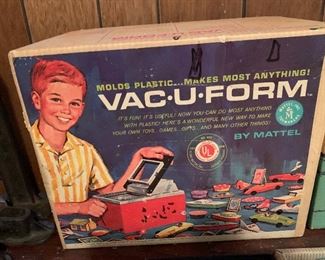 M D
MOLDS PLASTIC...MAKES MOST ANYTHING!
VAC·U·FORM
IT'S FUN! IT'S USEFUL! NOW YOU CAN DO MOST ANYTHING
WITH PLASTIC! HERE'S A WONDERFUL NEW WAY TO MAKE
YOUR OWN TOYS...GAMES...GIFTS...AND MANY OTHER THINGS!
BY MATTEL
UL
M